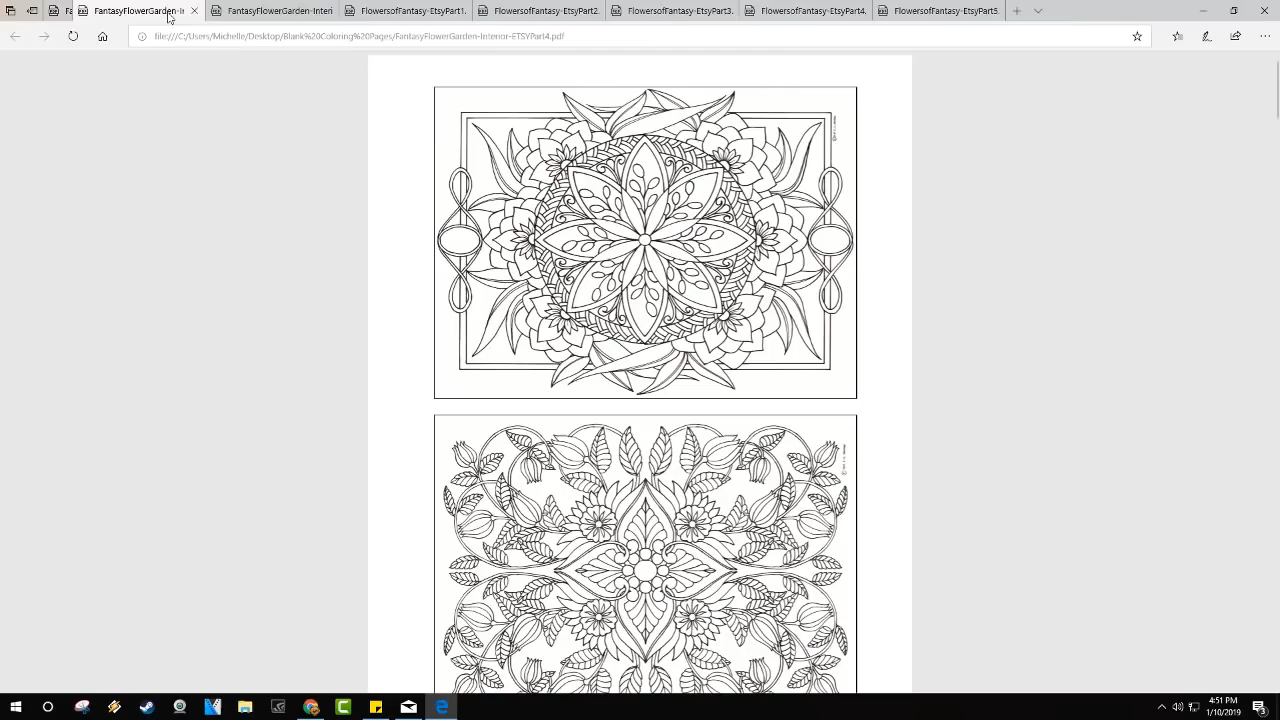 FantasyFlowerGarden-In
FantasyFlowerGarden-Interi
FlowersofFantasy-EtsyPart1.
FlowersofFantasy-EtsyPart2.
FlowersofFantasy-EtsyPart3.
FlowersofFantasy-EtsyPart4.
FlowersofFantasy-EtsyPart5.
file:///C:/Users/Michelle/Desktop/Blank%20Coloring%20Pages/FantasyFlowerGarden-Interior-ETSYPart4.pdf
4:51 PM
1/10/2019